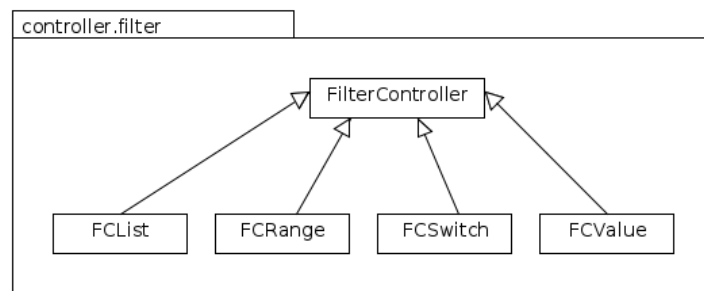 controller.filter
FilterController
FCList
FCRange
FCSwitch
FCValue